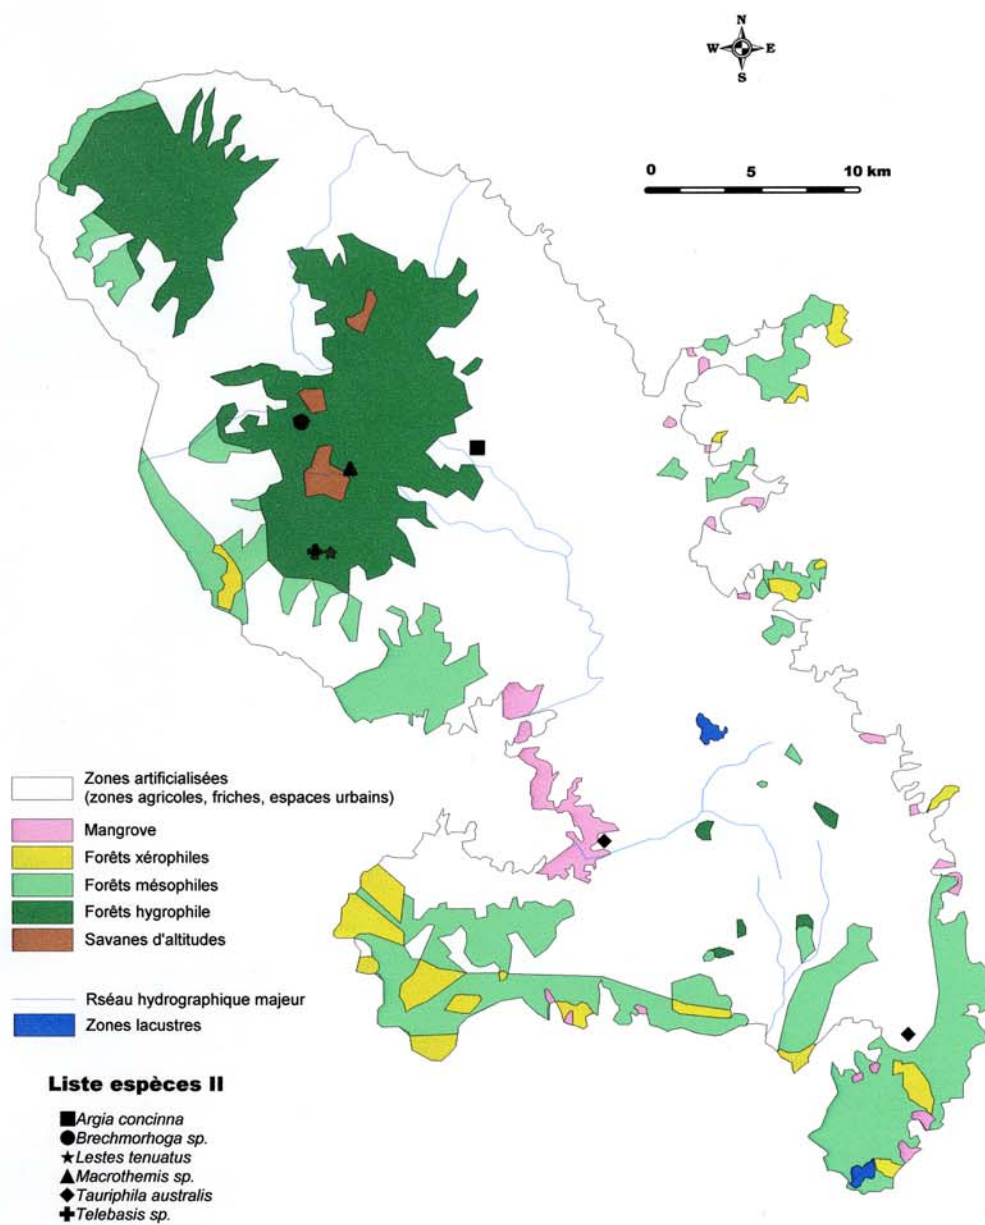 N
W E
S
0 5 10 km
Zones artificialisées
(zones agricoles, friches, espaces urbains)
Mangrove
Forêts xérophiles
Forêts mésophiles
Forêts hygrophile
Savanes d'altitudes
Rséau hydrographique majeur
Zones lacustres
Liste espèces II
Argia concinna
Brechmorhoga sp.
Lestes tenuatus
Macrothemis sp.
Tauriphila australis
Telebasis sp.